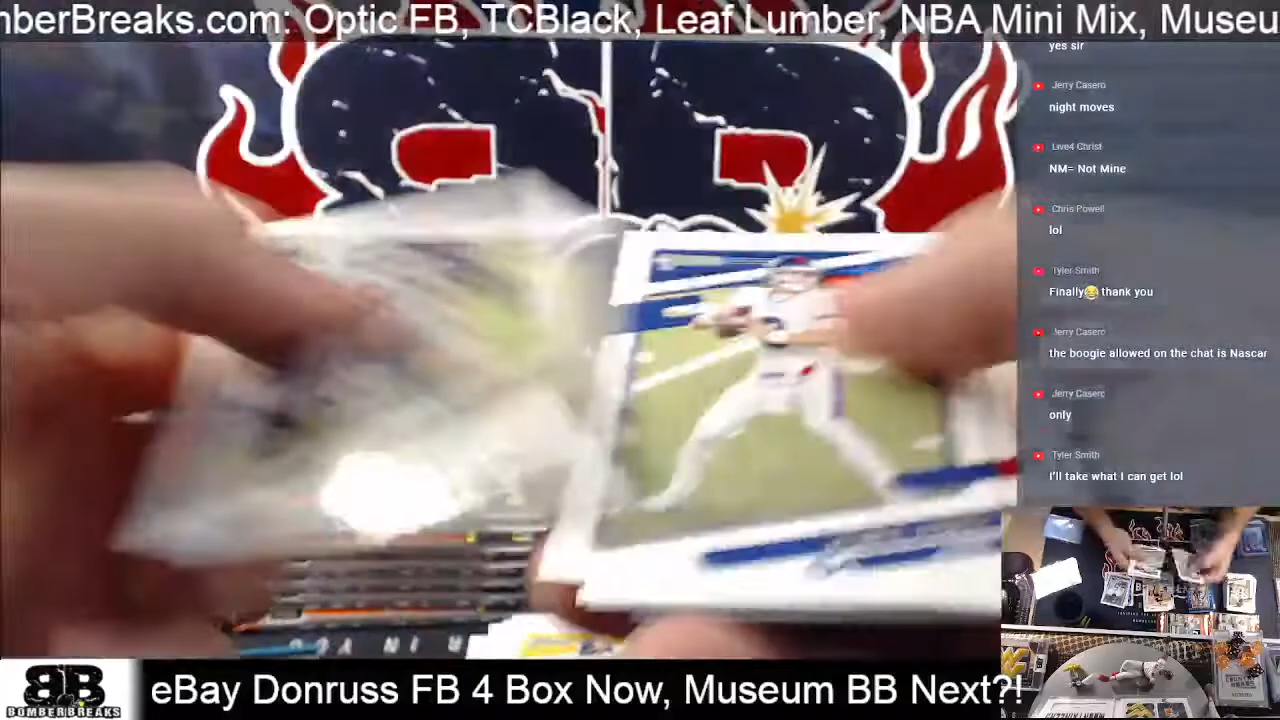 mberBreaks.com: Optic FB, TCBlack, Leaf Lumber, NBA Mini Mix, Museu
yes sir
Jerry Casero
night moves
Live4 Christ
NM= Not Mine
Chris Powell
lol
Tyler Smith
Finally😂 thank you
Jerry Casero
the boogie allowed on the chat is Nascar
Jerry Casero
only
Tyler Smith
I'll take what I can get lol
BB
BOMBERBREAKS
eBay Donruss FB 4 Box Now, Museum BB Next?!